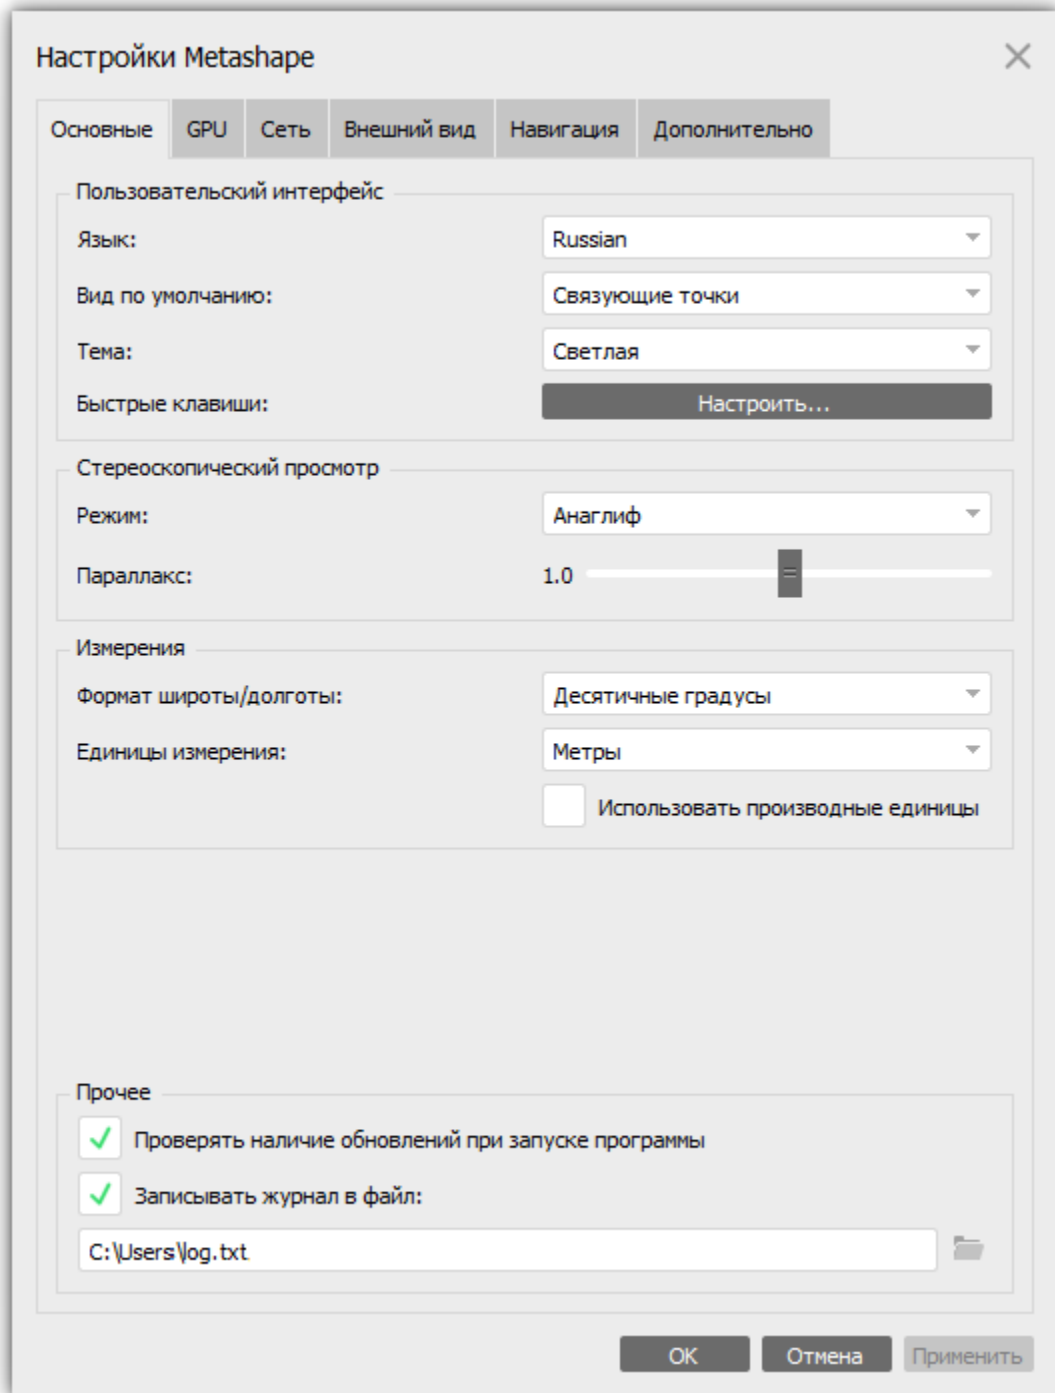 Настройки Metashape
Основные GPU Сеть Внешний вид Навигация Дополнительно
Пользовательский интерфейс
Язык: Russian
Вид по умолчанию: Связующие точки
Тема: Светлая
Быстрые клавиши: Настроить...
Стереоскопический просмотр
Режим: Анаглиф
Параллакс: 1.0
Измерения
Формат широты/долготы: Десятичные градусы
Единицы измерения: Метры
Использовать производные единицы
Прочее
Проверять наличие обновлений при запуске программы
Записывать журнал в файл:
C:\Users\log.txt
OK Отмена Применить